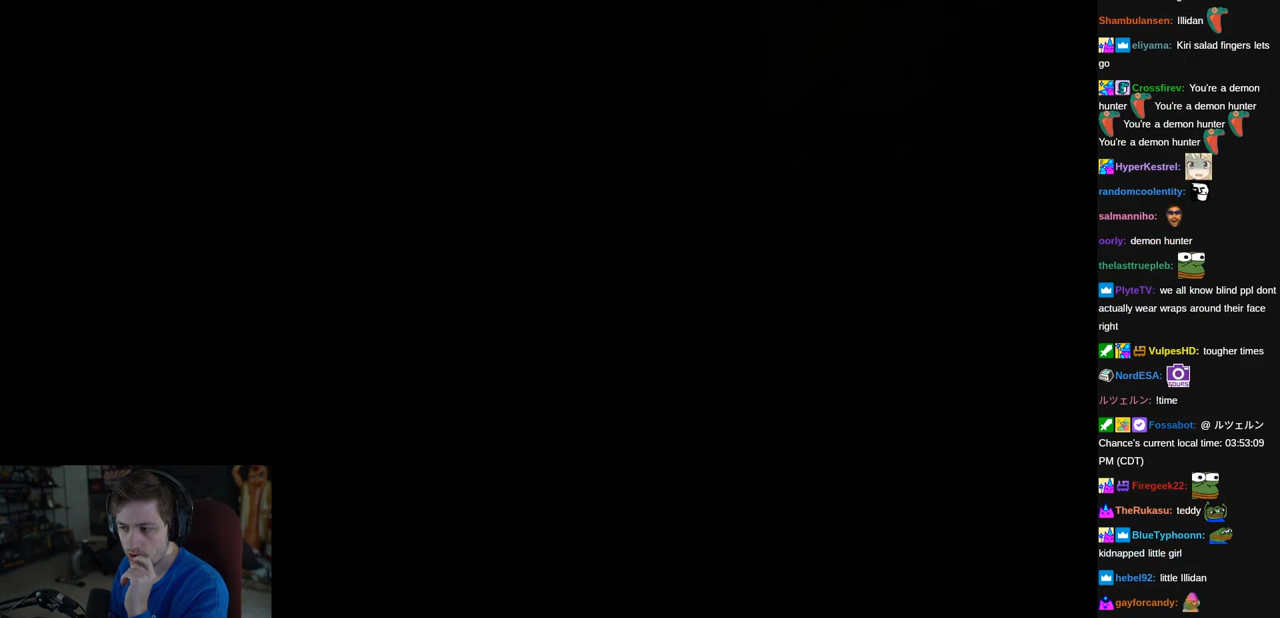 Shambulansen: Illidan
eliyama: Kiri salad fingers lets
go
Crossfirev: You're a demon
hunter You're a demon hunter
You're a demon hunter
You're a demon hunter
HyperKestrel:
randomcoolentity:
salmanniho:
oorly: demon hunter
thelasttruepleb:
PlyteTV: we all know blind ppl dont
actually wear wraps around their face
right
VulpesHD: tougher times
NordESA:
ルツェルン: !time
Fossabot: @ ルツェルン
Chance's current local time: 03:53:09
PM (CDT)
Firegeek22:
TheRukasu: teddy
BlueTyphoonn:
kidnapped little girl
hebel92: little Illidan
gayforcandy: